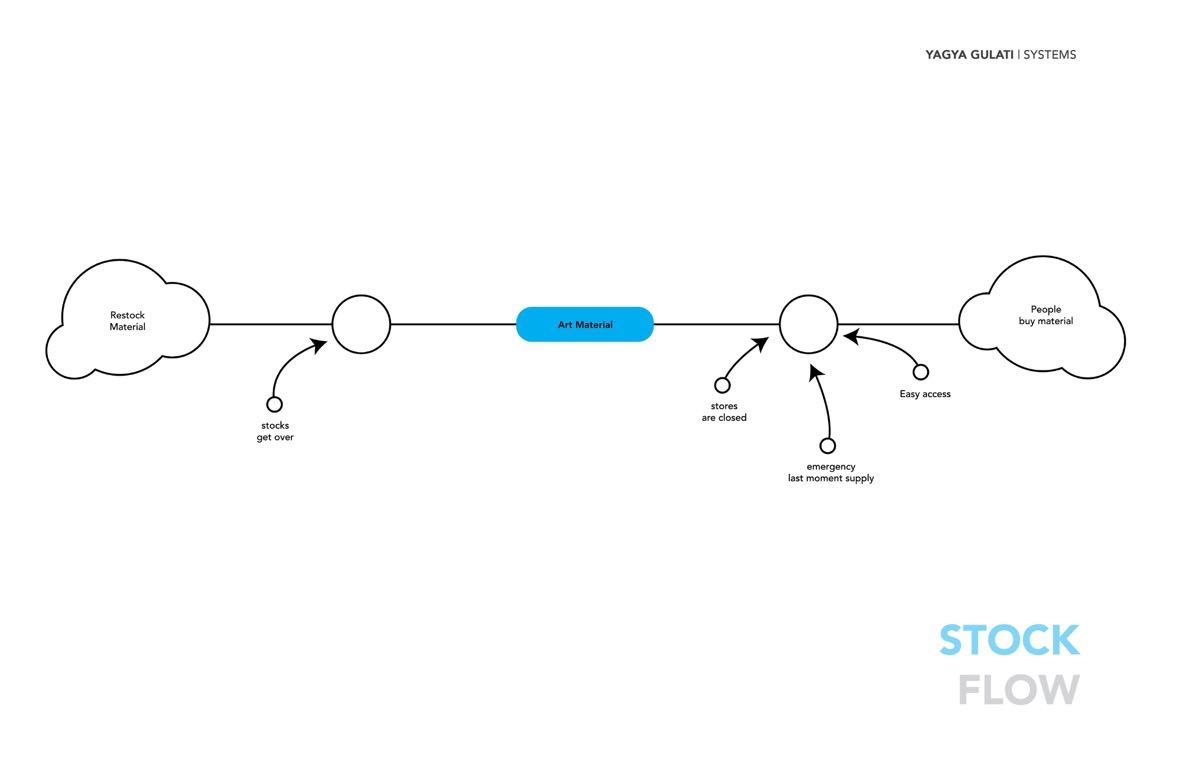 YAGYA GULATI | SYSTEMS
Restock
Material
Art Material
People
buy material
stocks
get over
stores
are closed
Easy access
emergency
last moment supply
STOCK
FLOW